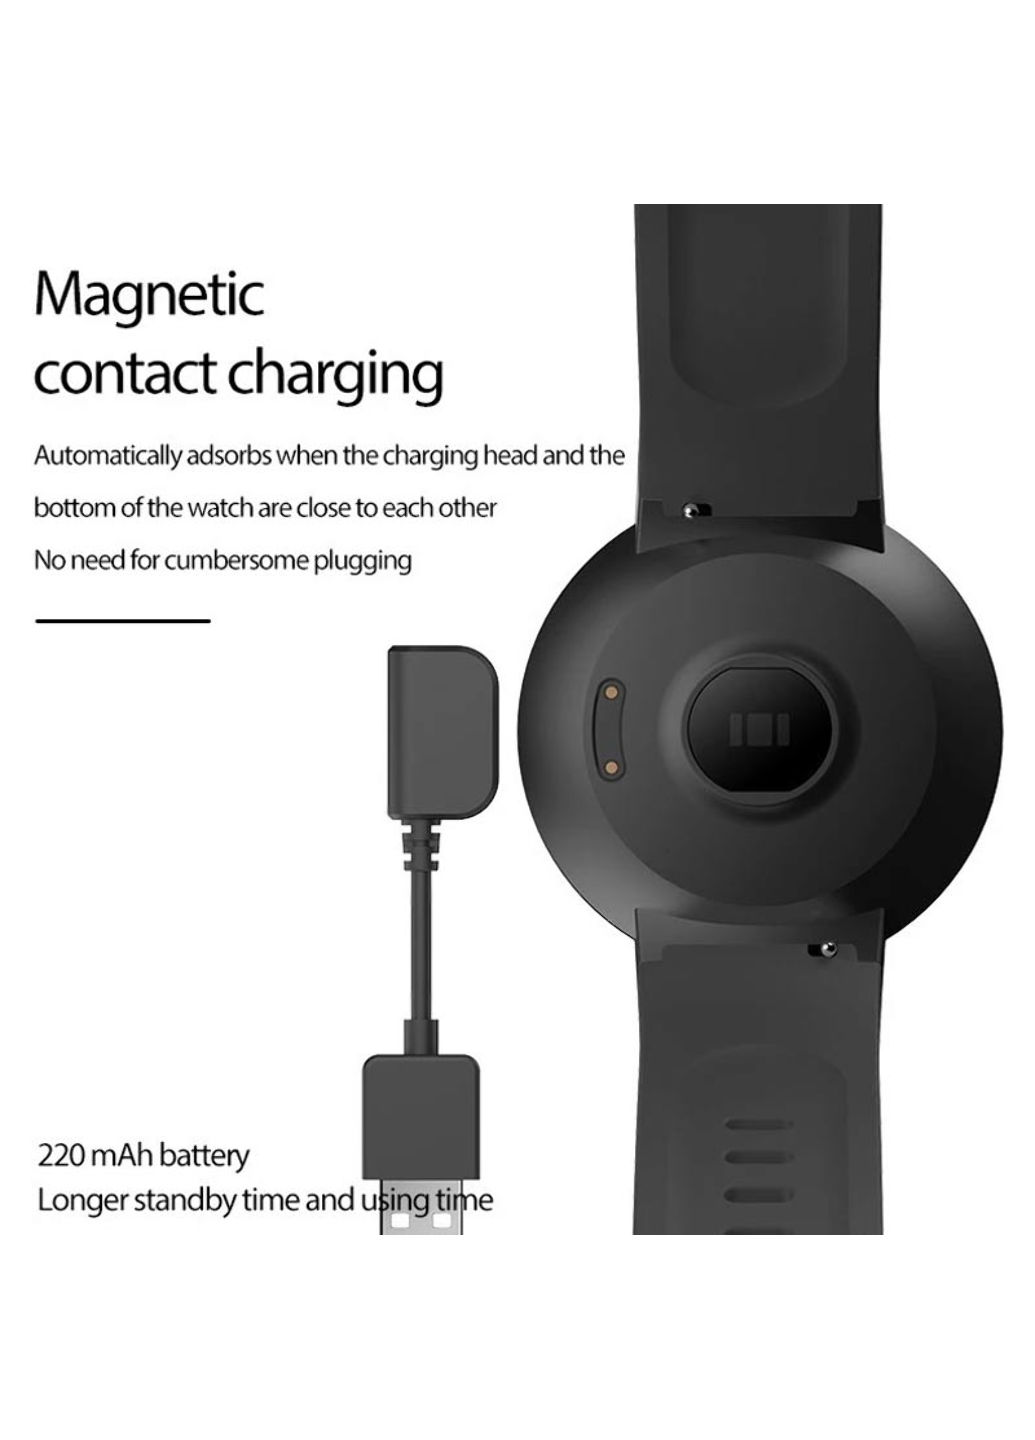 Magnetic
contact charging
Automatically adsorbs when the charging head and the
bottom of the watch are close to each other
No need for cumbersome plugging
220 mAh battery
Longer standby time and using time